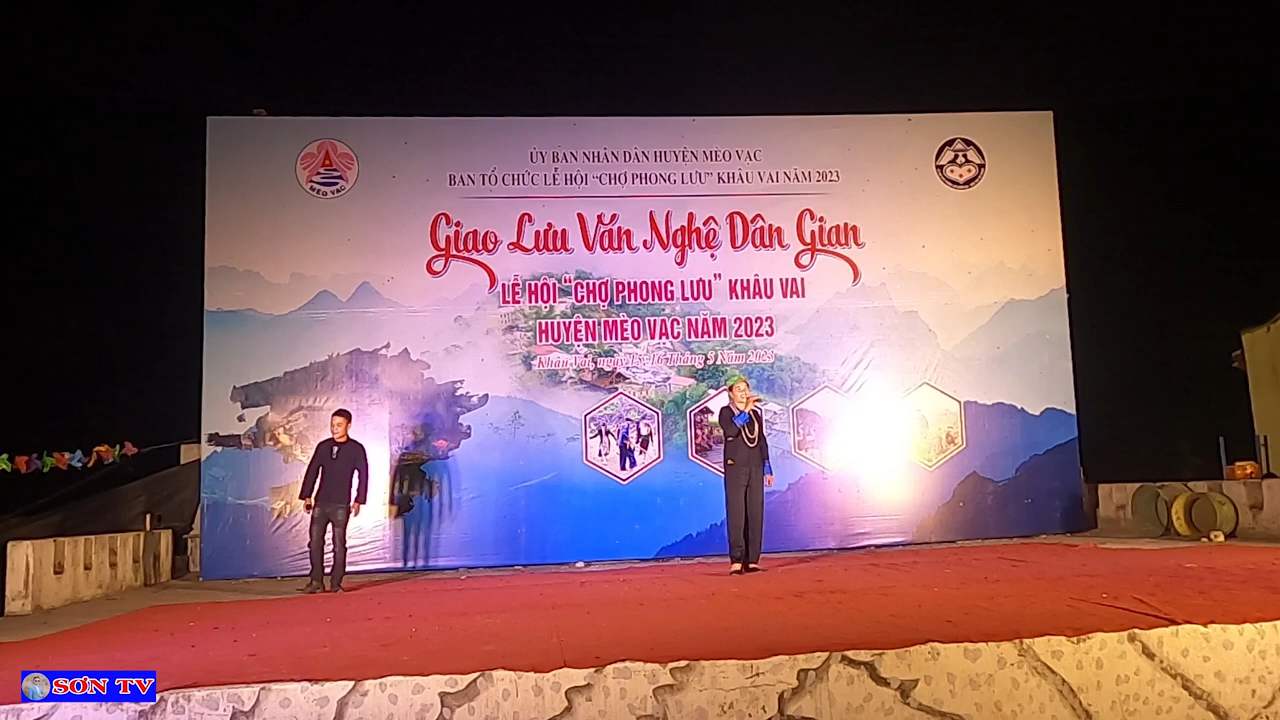 ỦY BAN NHÂN DÂN HUYỆN MÈO VẠC
BAN TỔ CHỨC LỄ HỘI “CHỢ PHONG LƯU” KHÂU VAI NĂM 2023
MÈO VẠC
Giao Lưu Văn Nghệ Dân Gian
LỄ HỘI “CHỢ PHONG LƯU” KHÂU VAI
HUYỆN MÈO VẠC NĂM 2023
Khâu Vai, ngày 15-16 Tháng 5 Năm 2023
SƠN TV